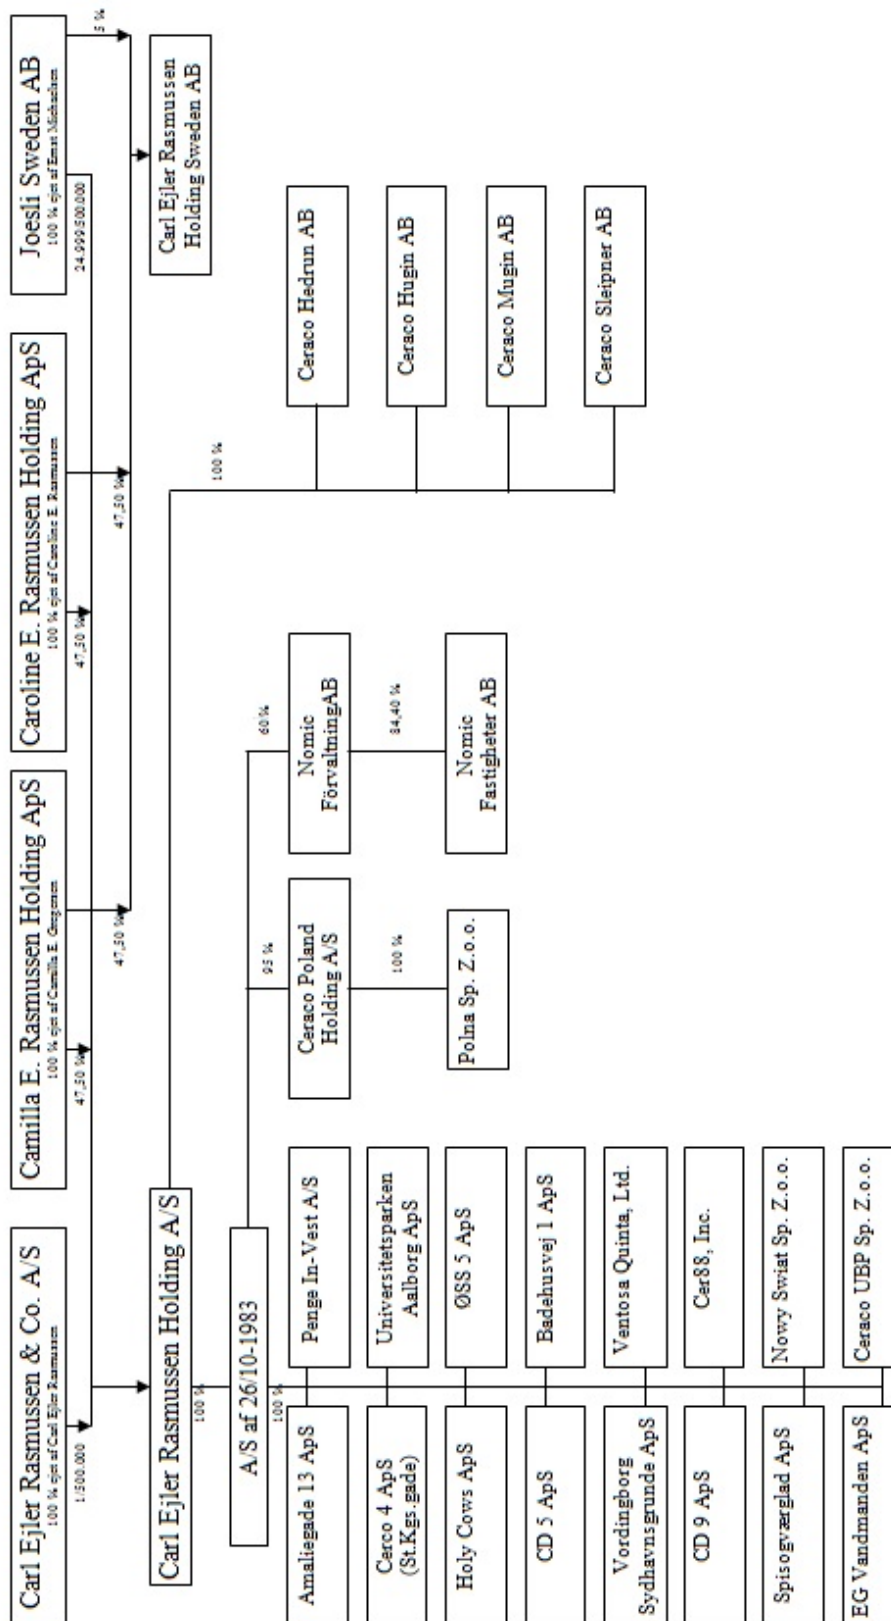 Carl Ejler Rasmussen & Co. A/S
100 % ejet af Carl Ejler Rasmussen
Camilla E. Rasmussen Holding ApS
100 % ejet af Camilla E. Gregersen
Caroline E. Rasmussen Holding ApS
100 % ejet af Caroline E. Rasmussen
Joesli Sweden AB
100 % ejet af Ernst Michaelsen
1/500.000
47,50 %
47,50 %
24.999/500.000
47,50 %
47,50 %
5 %
Carl Ejler Rasmussen Holding A/S
Carl Ejler Rasmussen
Holding Sweden AB
100 %
100 %
A/S af 26/10-1983
95 %
60 %
100 %
Amaliegade 13 ApS
Penge In-Vest A/S
Ceraco Poland
Holding A/S
Nomic
FörvaltningAB
Ceraco Hedrun AB
Cerco 4 ApS
(St.Kgs.gade)
Universitetsparken
Aalborg ApS
100 %
84,40 %
Ceraco Hugin AB
Holy Cows ApS
ØSS 5 ApS
Polna Sp. Z.o.o.
Nomic
Fastigheter AB
Ceraco Mugin AB
CD 5 ApS
Badehusvej 1 ApS
Ceraco Sleipner AB
Vordingborg
Sydhavnsgrunde ApS
Ventosa Quinta, Ltd.
CD 9 ApS
Cer88, Inc.
Spisogværglad ApS
Nowy Swiat Sp. Z.o.o.
EG Vandmanden ApS
Ceraco UBP Sp. Z.o.o.